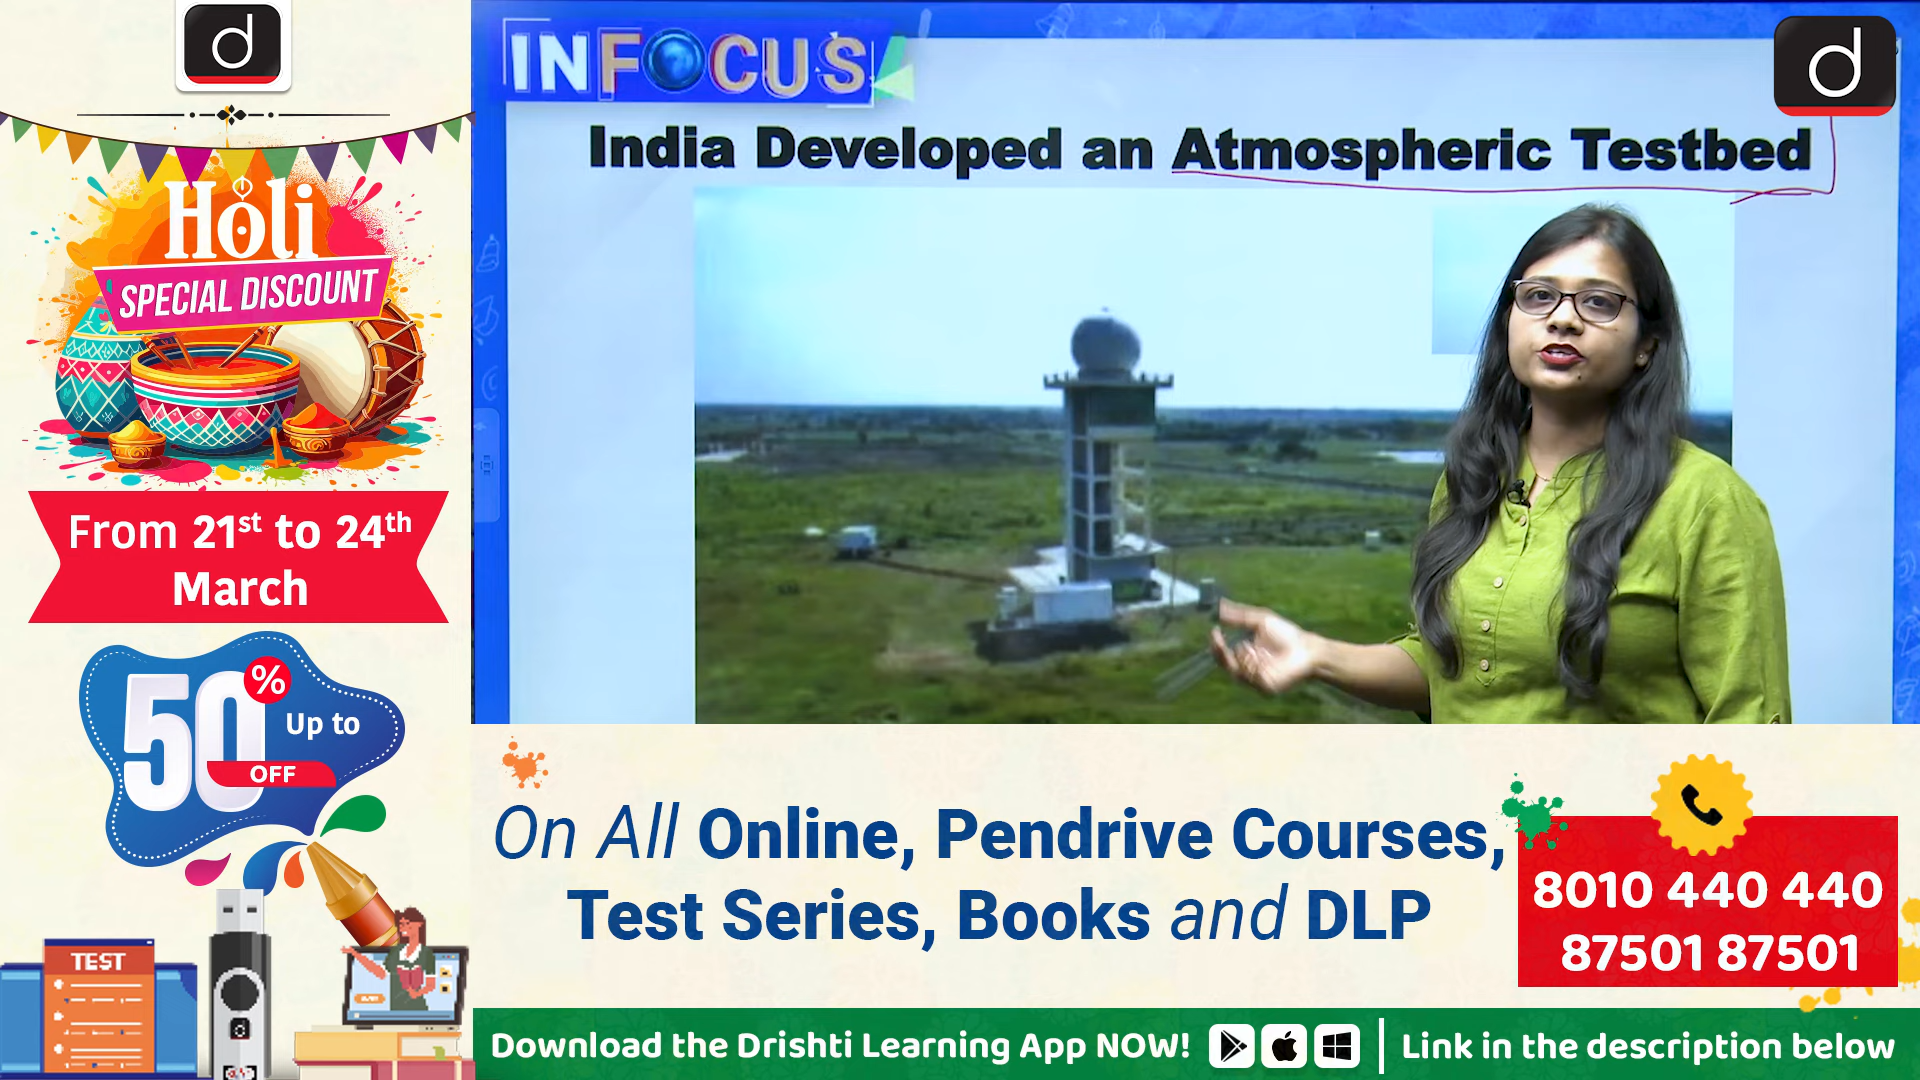 d
Holi
SPECIAL DISCOUNT
From 21st to 24th
March
50%
Up to
OFF
TEST
INFOCUS
d
India Developed an Atmospheric Testbed
On All Online, Pendrive Courses,
Test Series, Books and DLP
8010 440 440
87501 87501
Download the Drishti Learning App NOW!
Link in the description below